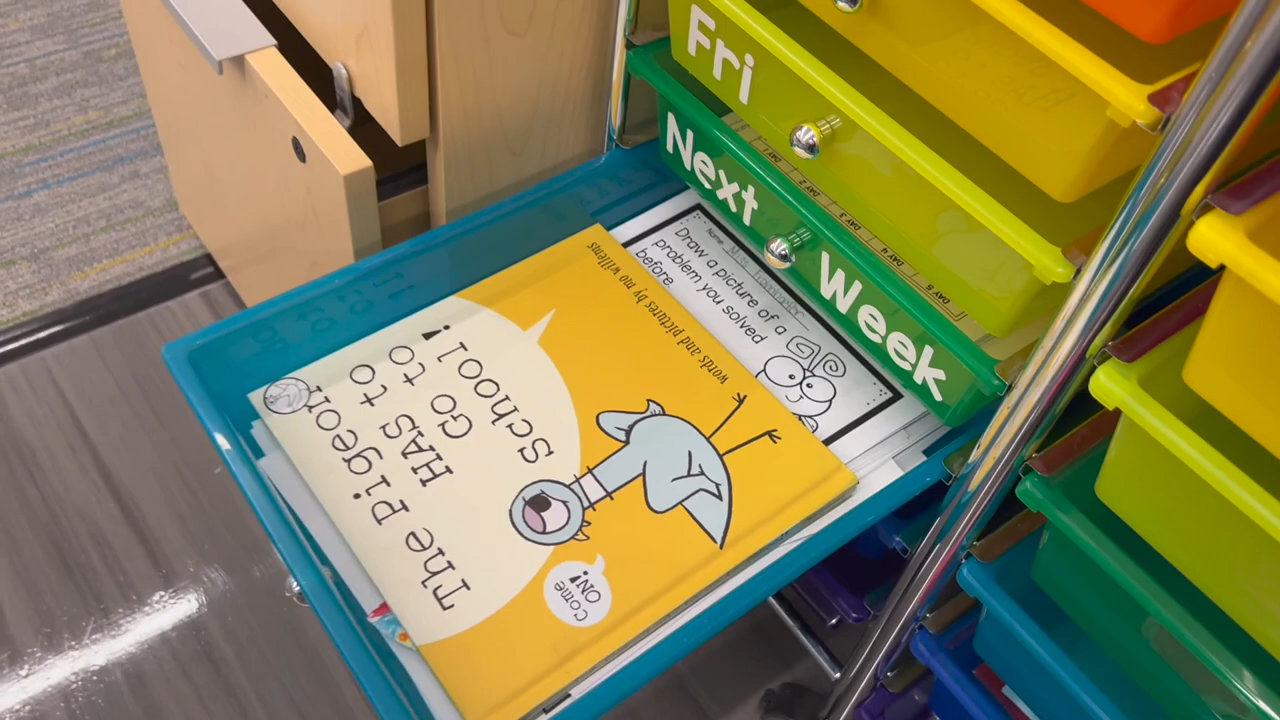 Fri
Next Week
DAY 1
DAY 2
DAY 3
DAY 4
DAY 5
Name
Draw a picture of a
problem you solved
before.
words and pictures by mo willems
The Pigeon
HAS to
Go to
School!
Come
ON!